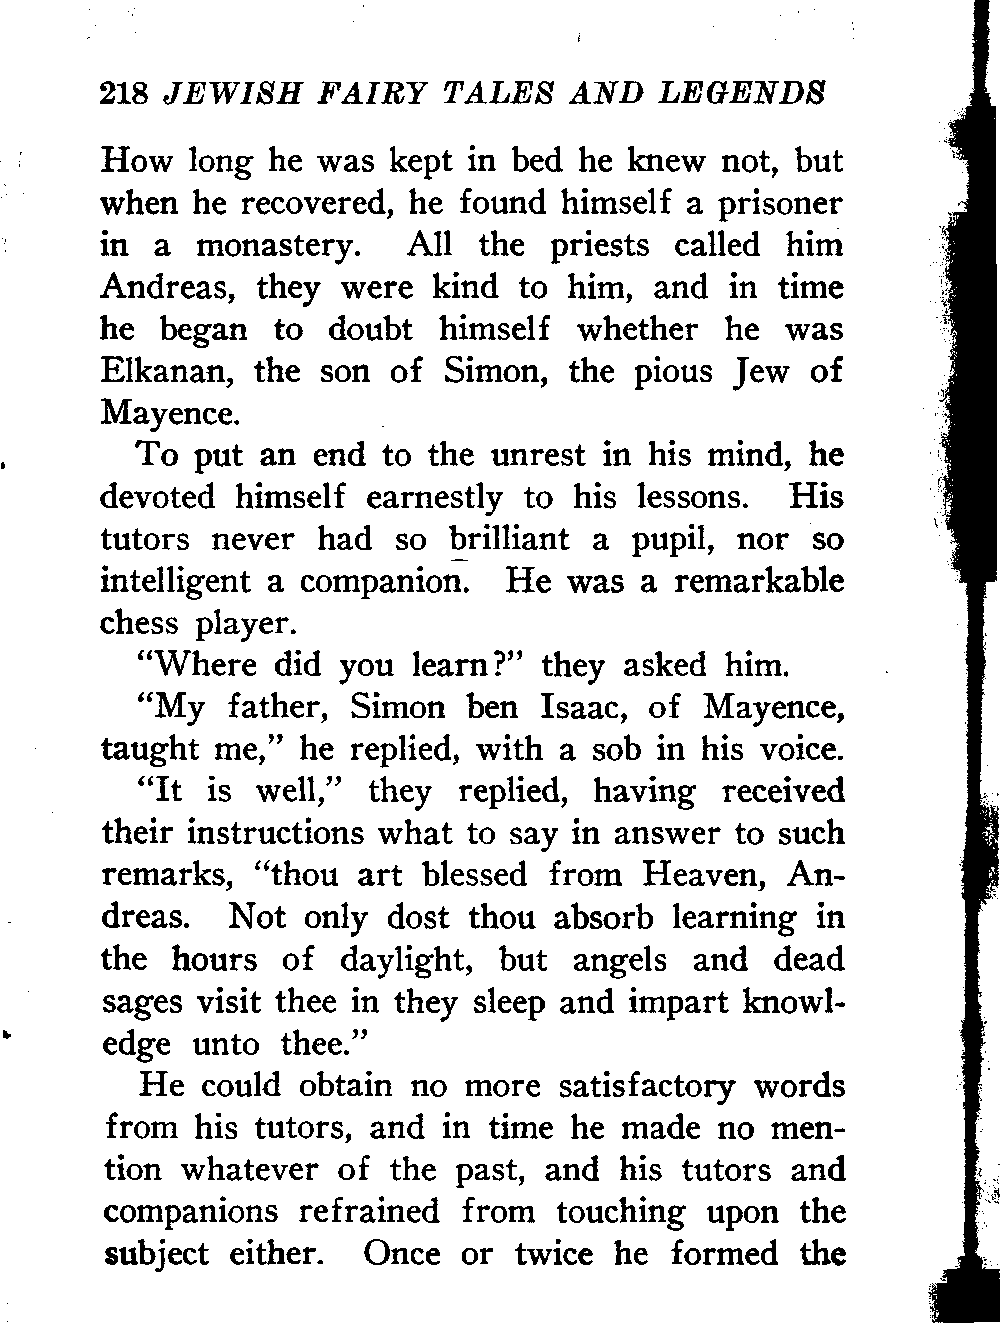 218 JEWISH FAIRY TALES AND LEGENDS
How long he was kept in bed he knew not, but
when he recovered, he found himself a prisoner
in a monastery. All the priests called him
Andreas, they were kind to him, and in time
he began to doubt himself whether he was
Elkanan, the son of Simon, the pious Jew of
Mayence.
To put an end to the unrest in his mind, he
devoted himself earnestly to his lessons. His
tutors never had so brilliant a pupil, nor so
intelligent a companion. He was a remarkable
chess player.
“Where did you learn?” they asked him.
“My father, Simon ben Isaac, of Mayence,
taught me,” he replied, with a sob in his voice.
“It is well,” they replied, having received
their instructions what to say in answer to such
remarks, “thou art blessed from Heaven, An-
dreas. Not only dost thou absorb learning in
the hours of daylight, but angels and dead
sages visit thee in they sleep and impart knowl-
edge unto thee.”
He could obtain no more satisfactory words
from his tutors, and in time he made no men-
tion whatever of the past, and his tutors and
companions refrained from touching upon the
subject either. Once or twice he formed the